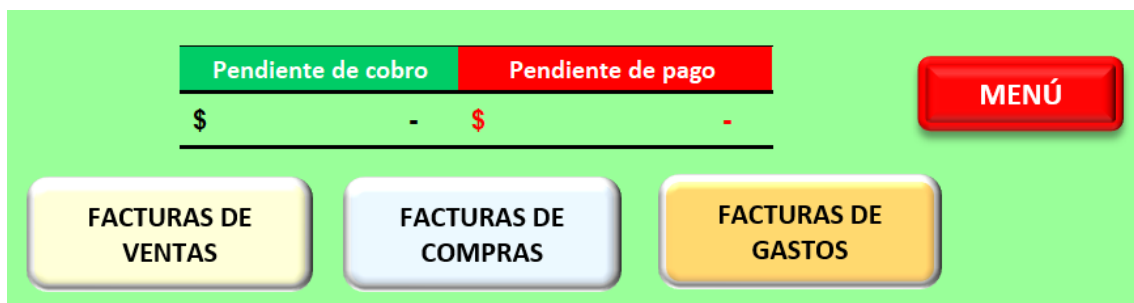 Pendiente de cobro Pendiente de pago
MENÚ
$ - $ -
FACTURAS DE
VENTAS
FACTURAS DE
COMPRAS
FACTURAS DE
GASTOS